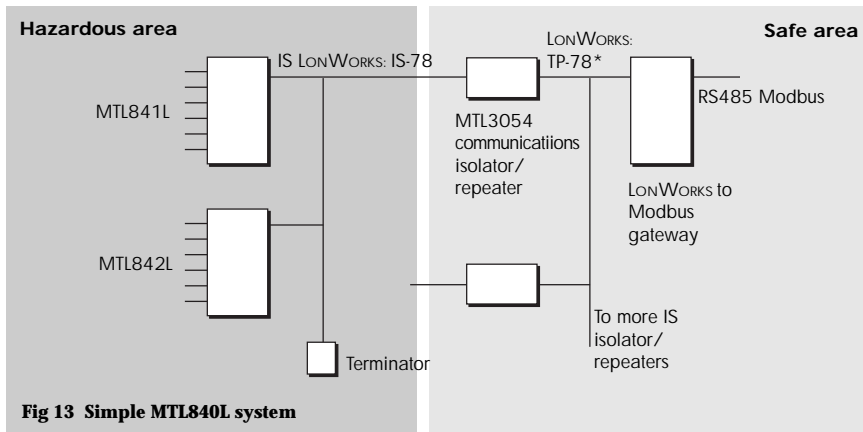 Hazardous area
Safe area
IS LONWORKS: IS-78
LONWORKS:
TP-78*
MTL841L
RS485 Modbus
MTL3054
communicatiions
isolator/
repeater
LONWORKS to
Modbus
gateway
MTL842L
To more IS
isolator/
repeaters
Terminator
Fig 13 Simple MTL840L system